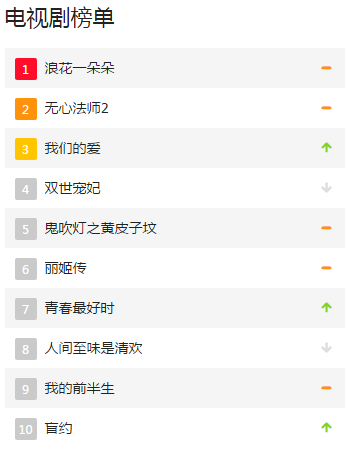 电视剧榜单
1 浪花一朵朵
2 无心法师2
3 我们的爱
4 双世宠妃
5 鬼吹灯之黄皮子坟
6 丽姬传
7 青春最好时
8 人间至味是清欢
9 我的前半生
10 盲约